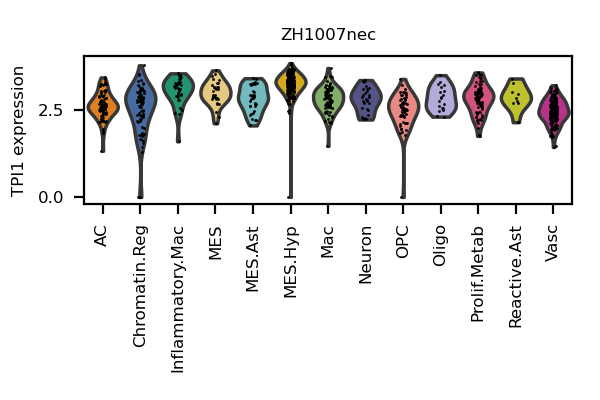 ZH1007nec
TPI1 expression
2.5
0.0
AC
Chromatin.Reg
Inflammatory.Mac
MES
MES.Ast
MES.Hyp
Mac
Neuron
OPC
Oligo
Prolif.Metab
Reactive.Ast
Vasc